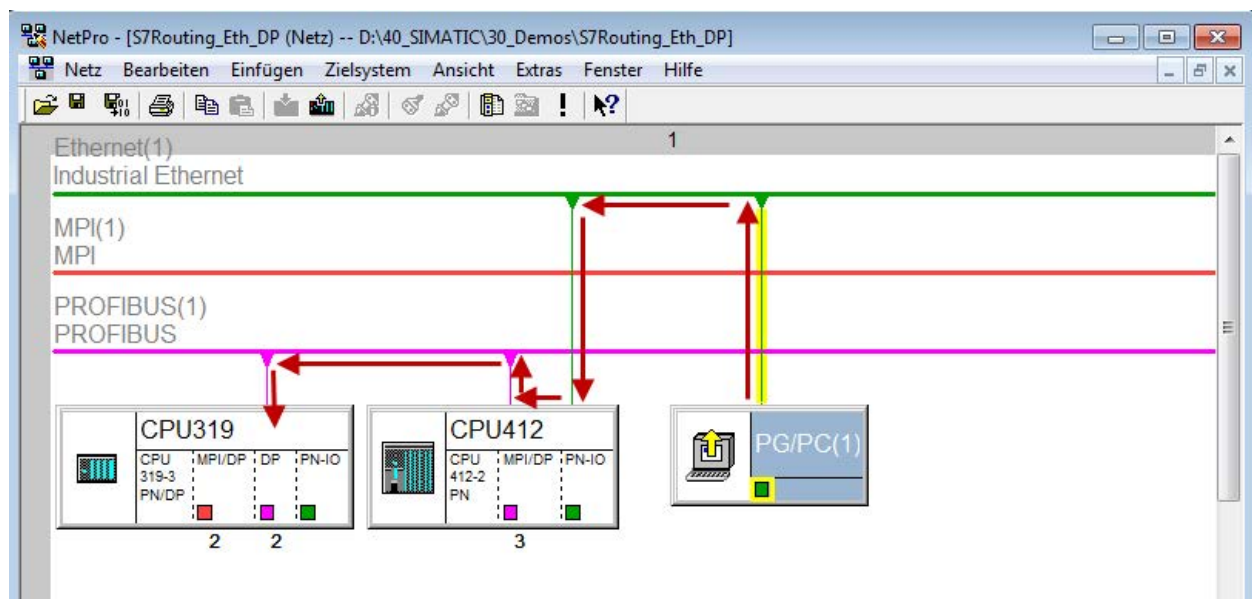 NetPro - [S7Routing_Eth_DP (Netz) -- D:\40_SIMATIC\30_Demos\S7Routing_Eth_DP]
Netz Bearbeiten Einfügen Zielsystem Ansicht Extras Fenster Hilfe
1
Ethernet(1)
Industrial Ethernet
MPI(1)
MPI
PROFIBUS(1)
PROFIBUS
CPU319
CPU
319-3
PN/DP
MPI/DP
DP
PN-IO
2
2
CPU412
CPU
412-2
PN
MPI/DP
PN-IO
3
PG/PC(1)